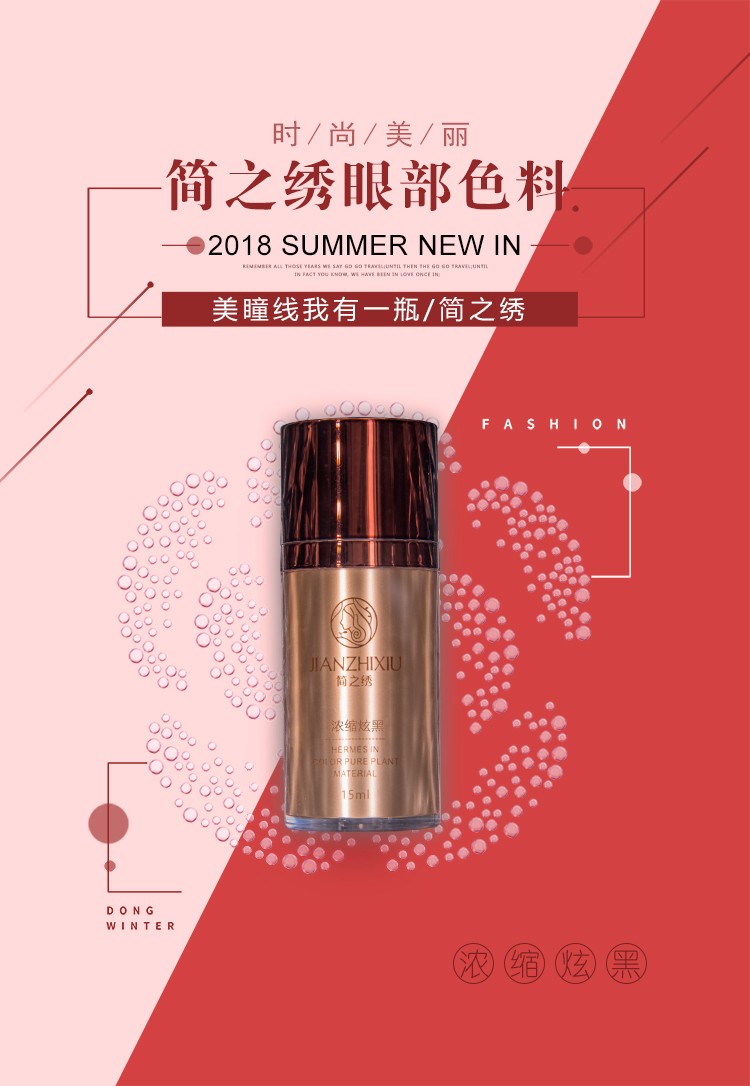 时/尚/美/丽
简之绣眼部色料
2018 SUMMER NEW IN
REMEMBER ALL THOSE YEARS WE SAY GO GO TRAVEL;UNTIL THEN THE GO GO TRAVEL;UNTIL
IN FACT YOU KNOW, WE HAVE BEEN IN LOVE ONCE IN;
美瞳线我有一瓶/简之绣
FASHION
JIANZHIXIU
简之绣
浓缩炫黑
HERMES IN
COLOR PURE PLANT
MATERIAL
15ml
DONG
WINTER
浓缩炫黑